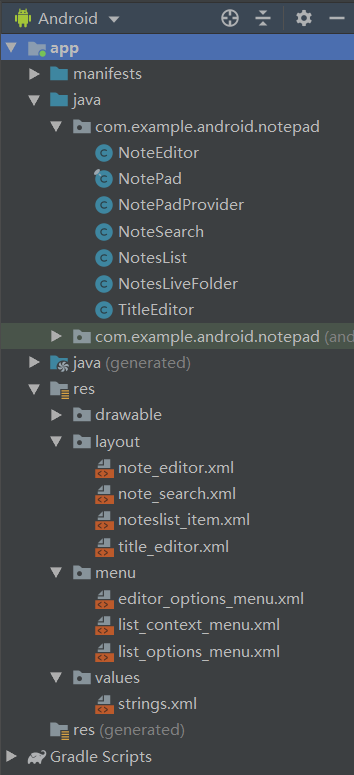 Android
app
manifests
java
com.example.android.notepad
NoteEditor
NotePad
NotePadProvider
NoteSearch
NotesList
NotesLiveFolder
TitleEditor
com.example.android.notepad (and
java (generated)
res
drawable
layout
note_editor.xml
note_search.xml
noteslist_item.xml
title_editor.xml
menu
editor_options_menu.xml
list_context_menu.xml
list_options_menu.xml
values
strings.xml
res (generated)
Gradle Scripts